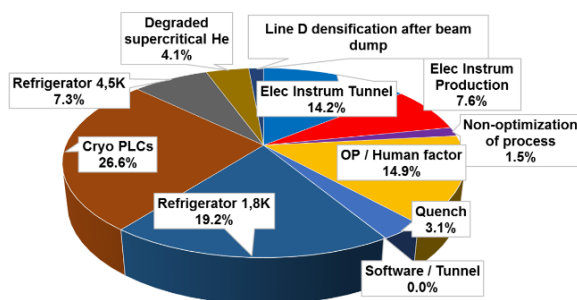 Degraded
supercritical He
4.1%
Line D densification after beam
dump
Elec Instrum Tunnel
14.2%
Elec Instrum
Production
7.6%
Non-optimization
of process
1.5%
OP / Human factor
14.9%
Quench
3.1%
Software / Tunnel
0.0%
Refrigerator 1,8K
19.2%
Cryo PLCs
26.6%
Refrigerator 4,5K
7.3%